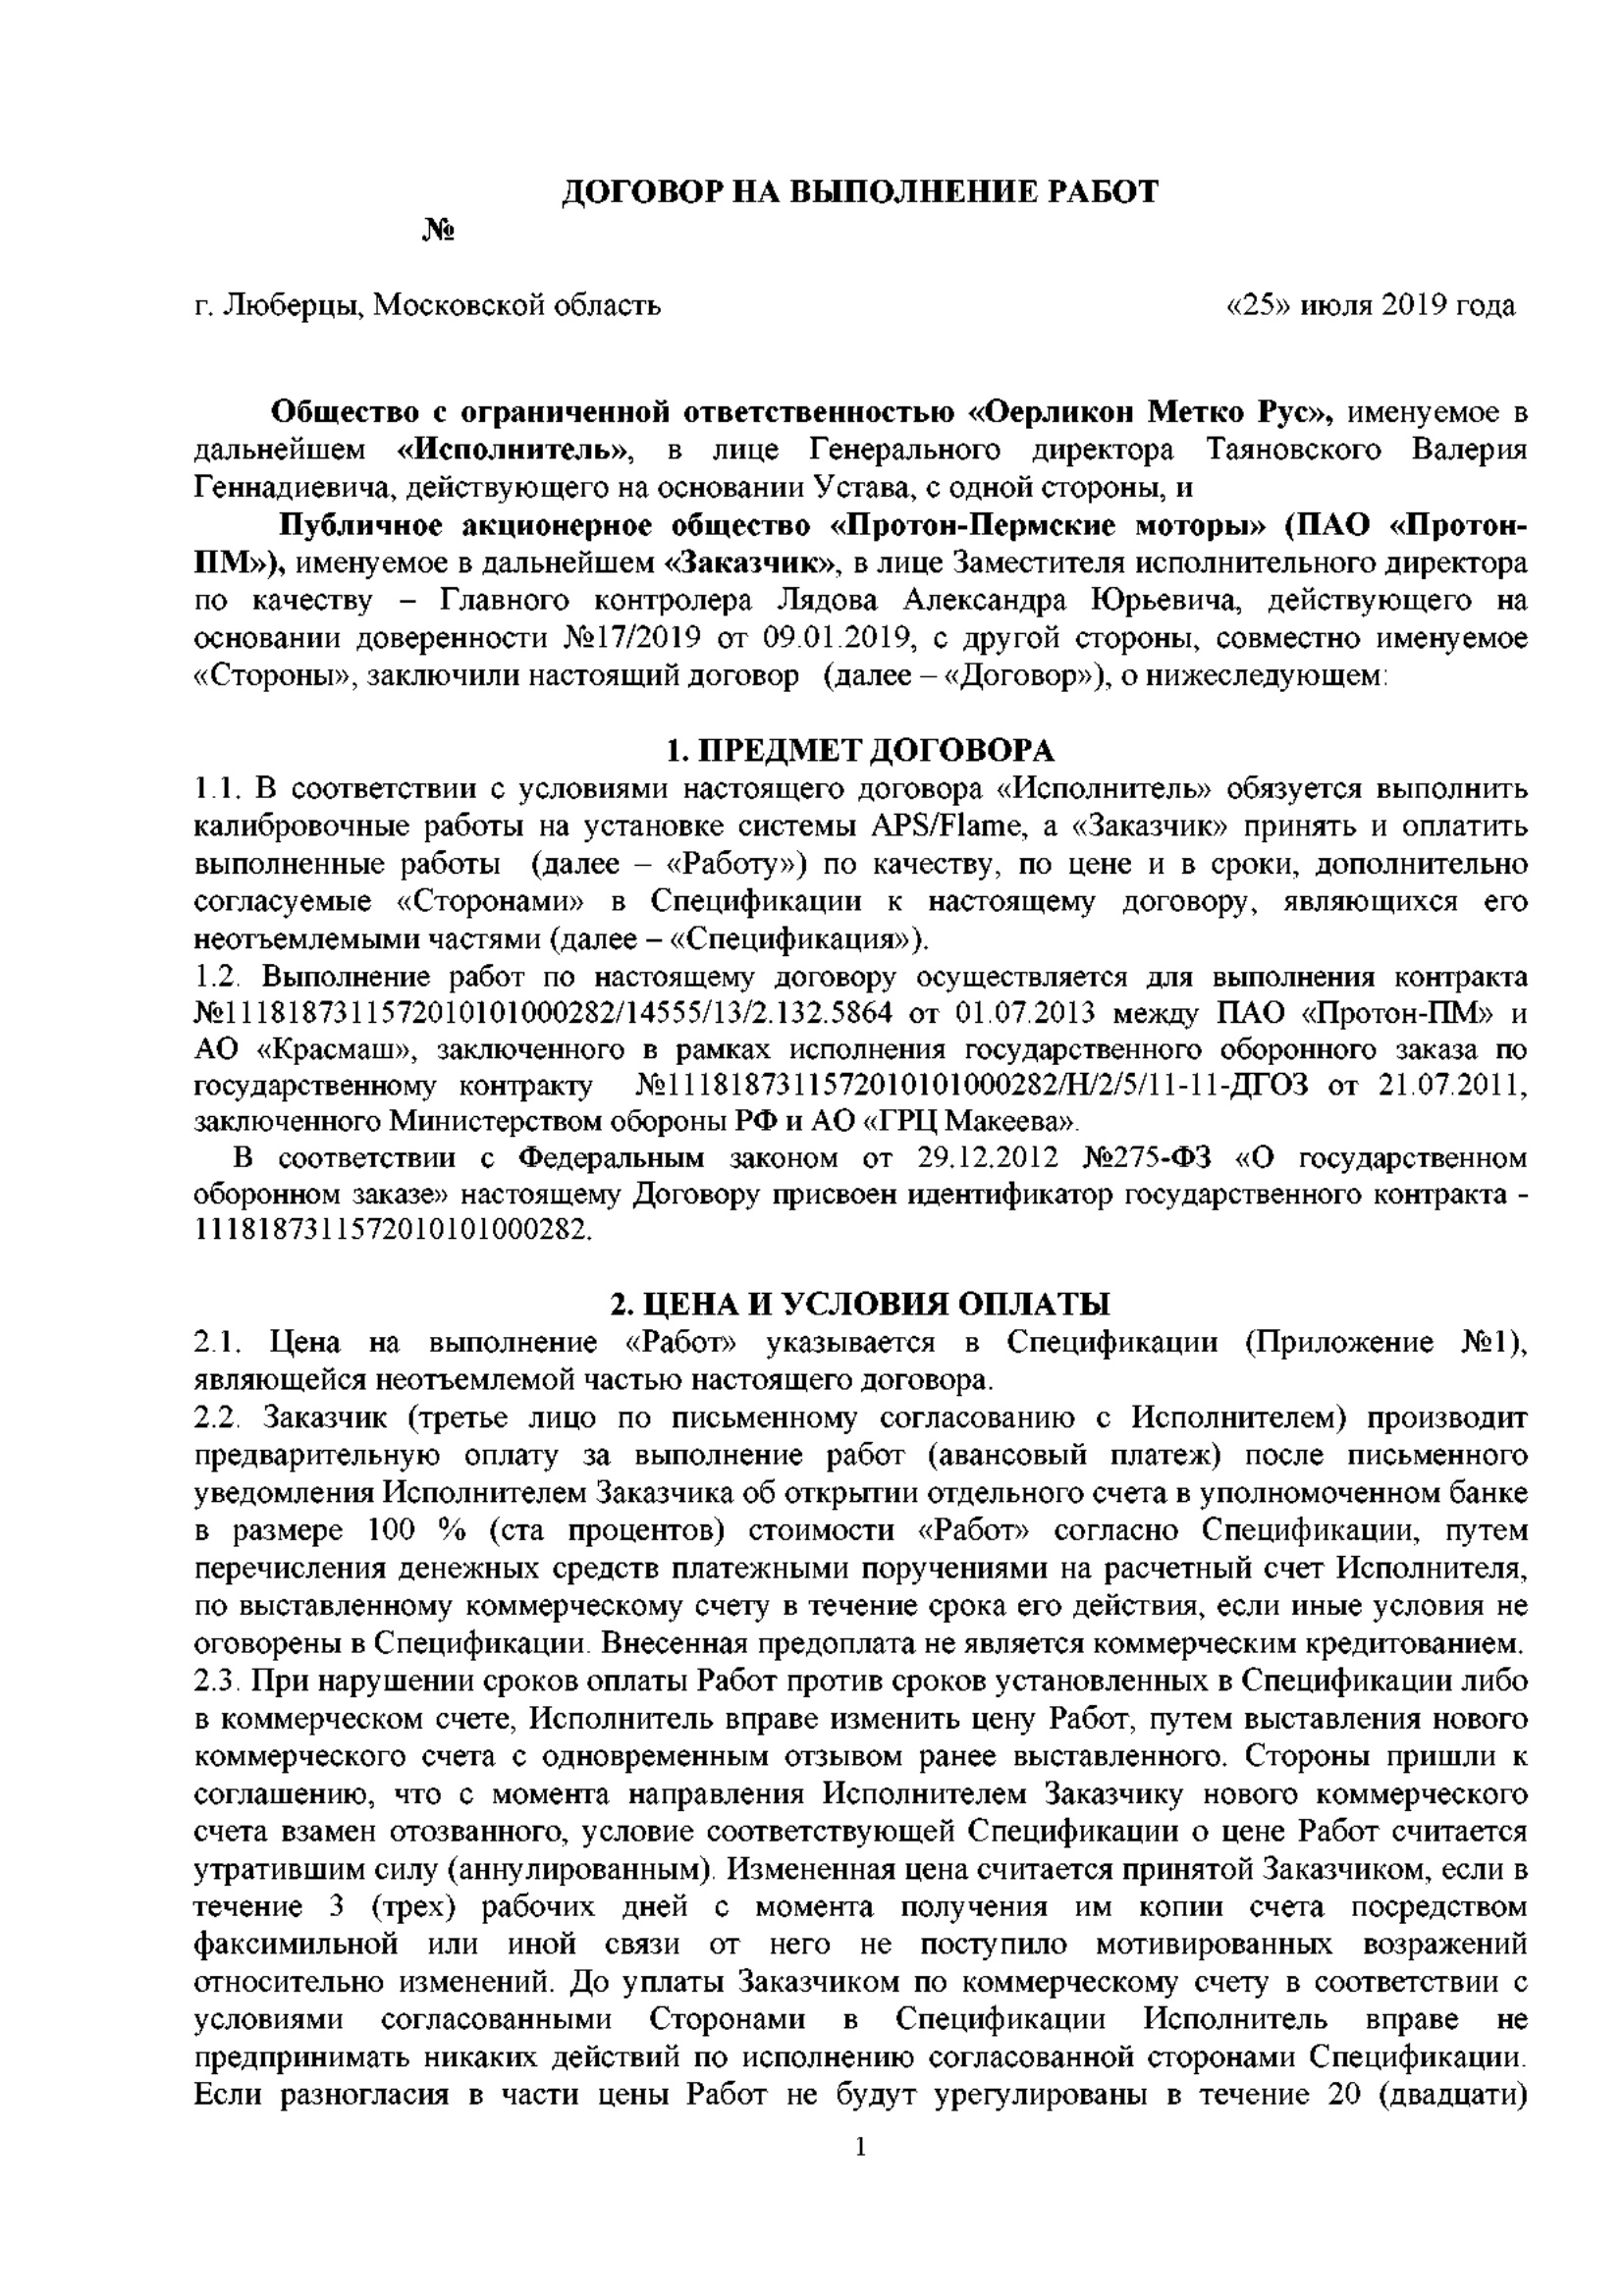 ДОГОВОР НА ВЫПОЛНЕНИЕ РАБОТ
№
г. Люберцы, Московской область «25» июля 2019 года
Общество с ограниченной ответственностью «Оерликон Метко Рус», именуемое в
дальнейшем «Исполнитель», в лице Генерального директора Таяновского Валерия
Геннадиевича, действующего на основании Устава, с одной стороны, и
Публичное акционерное общество «Протон-Пермские моторы» (ПАО «Протон-
ПМ»), именуемое в дальнейшем «Заказчик», в лице Заместителя исполнительного директора
по качеству – Главного контролера Лядова Александра Юрьевича, действующего на
основании доверенности №17/2019 от 09.01.2019, с другой стороны, совместно именуемое
«Стороны», заключили настоящий договор (далее – «Договор»), о нижеследующем:
1. ПРЕДМЕТ ДОГОВОРА
1.1. В соответствии с условиями настоящего договора «Исполнитель» обязуется выполнить
калибровочные работы на установке системы APS/Flame, а «Заказчик» принять и оплатить
выполненные работы (далее – «Работу») по качеству, по цене и в сроки, дополнительно
согласуемые «Сторонами» в Спецификации к настоящему договору, являющихся его
неотъемлемыми частями (далее – «Спецификация»).
1.2. Выполнение работ по настоящему договору осуществляется для выполнения контракта
№1118187311572010101000282/14555/13/2.132.5864 от 01.07.2013 между ПАО «Протон-ПМ» и
АО «Красмаш», заключенного в рамках исполнения государственного оборонного заказа по
государственному контракту №1118187311572010101000282/Н/2/5/11-11-ДГОЗ от 21.07.2011,
заключенного Министерством обороны РФ и АО «ГРЦ Макеева».
В соответствии с Федеральным законом от 29.12.2012 №275-ФЗ «О государственном
оборонном заказе» настоящему Договору присвоен идентификатор государственного контракта -
1118187311572010101000282.
2. ЦЕНА И УСЛОВИЯ ОПЛАТЫ
2.1. Цена на выполнение «Работ» указывается в Спецификации (Приложение №1),
являющейся неотъемлемой частью настоящего договора.
2.2. Заказчик (третье лицо по письменному согласованию с Исполнителем) производит
предварительную оплату за выполнение работ (авансовый платеж) после письменного
уведомления Исполнителем Заказчика об открытии отдельного счета в уполномоченном банке
в размере 100 % (ста процентов) стоимости «Работ» согласно Спецификации, путем
перечисления денежных средств платежными поручениями на расчетный счет Исполнителя,
по выставленному коммерческому счету в течение срока его действия, если иные условия не
оговорены в Спецификации. Внесенная предоплата не является коммерческим кредитованием.
2.3. При нарушении сроков оплаты Работ против сроков установленных в Спецификации либо
в коммерческом счете, Исполнитель вправе изменить цену Работ, путем выставления нового
коммерческого счета с одновременным отзывом ранее выставленного. Стороны пришли к
соглашению, что с момента направления Исполнителем Заказчику нового коммерческого
счета взамен отозванного, условие соответствующей Спецификации о цене Работ считается
утратившим силу (аннулированным). Измененная цена считается принятой Заказчиком, если в
течение 3 (трех) рабочих дней с момента получения им копии счета посредством
факсимильной или иной связи от него не поступило мотивированных возражений
относительно изменений. До уплаты Заказчиком по коммерческому счету в соответствии с
условиями согласованными Сторонами в Спецификации Исполнитель вправе не
предпринимать никаких действий по исполнению согласованной сторонами Спецификации.
Если разногласия в части цены Работ не будут урегулированы в течение 20 (двадцати)
1